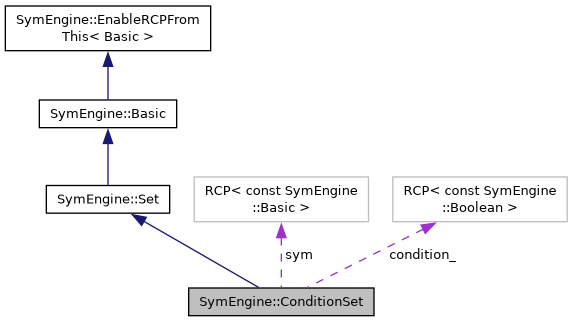 SymEngine::EnableRCPFrom
This< Basic >
SymEngine::Basic
SymEngine::Set
RCP< const SymEngine
::Basic >
RCP< const SymEngine
::Boolean >
sym
condition_
SymEngine::ConditionSet